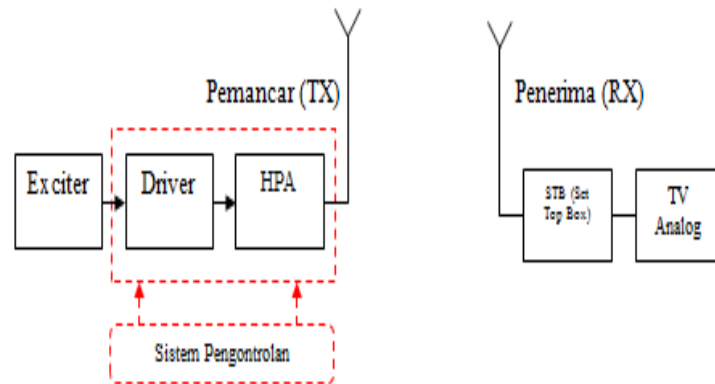 Pemancar (TX)
Penerima (RX)
Exciter
Driver
HPA
STB (Set
Top Box)
TV
Analog
Sistem Pengontrolan